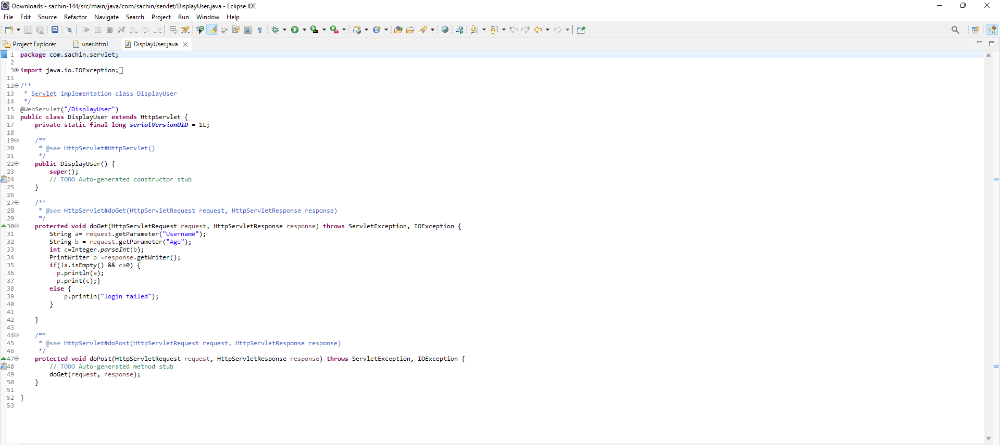 Downloads - sachin-144/src/main/java/com/sachin/servlet/DisplayUser.java - Eclipse IDE
File Edit Source Refactor Navigate Search Project Run Window Help
Project Explorer user.html DisplayUser.java
1 package com.sachin.servlet;
2
3 import java.io.IOException;
11
12 /**
13  * Servlet implementation class DisplayUser
14  */
15 @WebServlet("/DisplayUser")
16 public class DisplayUser extends HttpServlet {
17     private static final long serialVersionUID = 1L;
18
19     /**
20      * @see HttpServlet#HttpServlet()
21      */
22     public DisplayUser() {
23         super();
24         // TODO Auto-generated constructor stub
25     }
26
27     /**
28      * @see HttpServlet#doGet(HttpServletRequest request, HttpServletResponse response)
29      */
30     protected void doGet(HttpServletRequest request, HttpServletResponse response) throws ServletException, IOException {
31         String a= request.getParameter("Username");
32         String b = request.getParameter("Age");
33         int c=Integer.parseInt(b);
34         PrintWriter p =response.getWriter();
35         if(!a.isEmpty() && c>0) {
36           p.println(a);
37           p.print(c);}
38         else {
39             p.println("login failed");
40         }
41
42     }
43
44     /**
45      * @see HttpServlet#doPost(HttpServletRequest request, HttpServletResponse response)
46      */
47     protected void doPost(HttpServletRequest request, HttpServletResponse response) throws ServletException, IOException {
48         // TODO Auto-generated method stub
49         doGet(request, response);
50     }
51
52 }
53